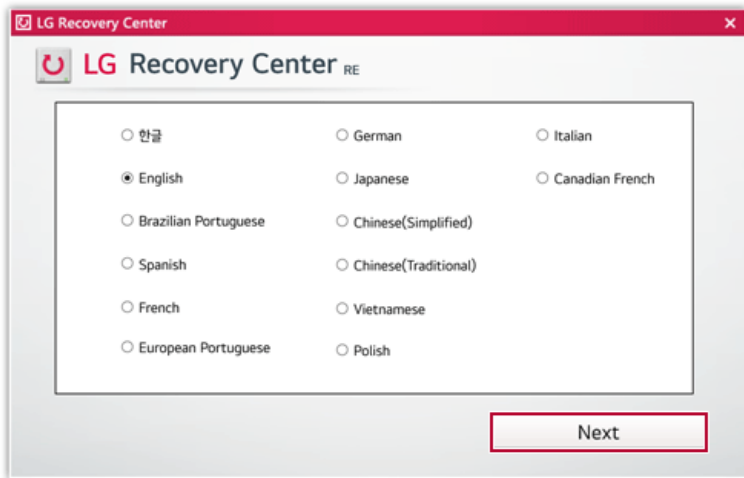 LG Recovery Center
LG Recovery Center RE
한글
German
Italian
English
Japanese
Canadian French
Brazilian Portuguese
Chinese(Simplified)
Spanish
Chinese(Traditional)
French
Vietnamese
European Portuguese
Polish
Next